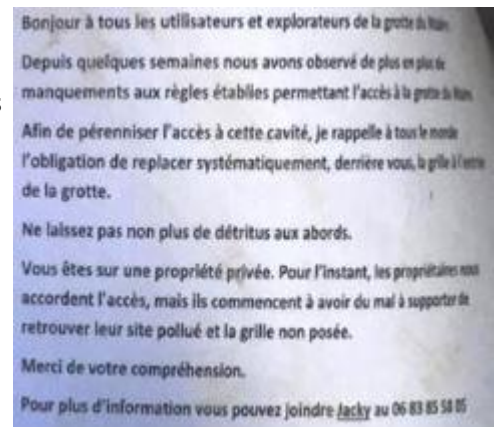 Bonjour à tous les utilisateurs et explorateurs de la grotte du
Depuis quelques semaines nous avons observé de plus en plus de
manquements aux règles établies permettant l'accès à la grotte du
Afin de pérenniser l'accès à cette cavité, je rappelle à tous le monde
l'obligation de replacer systématiquement, derrière vous, la grille à l'entrée
de la grotte.
Ne laissez pas non plus de détritus aux abords.
Vous êtes sur une propriété privée. Pour l'instant, les propriétaires nous
accordent l'accès, mais ils commencent à avoir du mal à supporter de
retrouver leur site pollué et la grille non posée.
Merci de votre compréhension.
Pour plus d'information vous pouvez joindre Jacky au 06 83 85 58 05